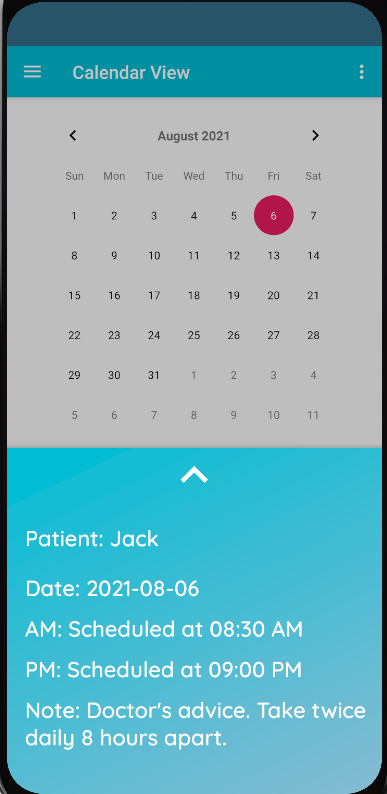 Calendar View
August 2021
Sun Mon Tue Wed Thu Fri Sat
1 2 3 4 5 6 7
8 9 10 11 12 13 14
15 16 17 18 19 20 21
22 23 24 25 26 27 28
29 30 31 1 2 3 4
5 6 7 8 9 10 11
Patient: Jack
Date: 2021-08-06
AM: Scheduled at 08:30 AM
PM: Scheduled at 09:00 PM
Note: Doctor's advice. Take twice
daily 8 hours apart.